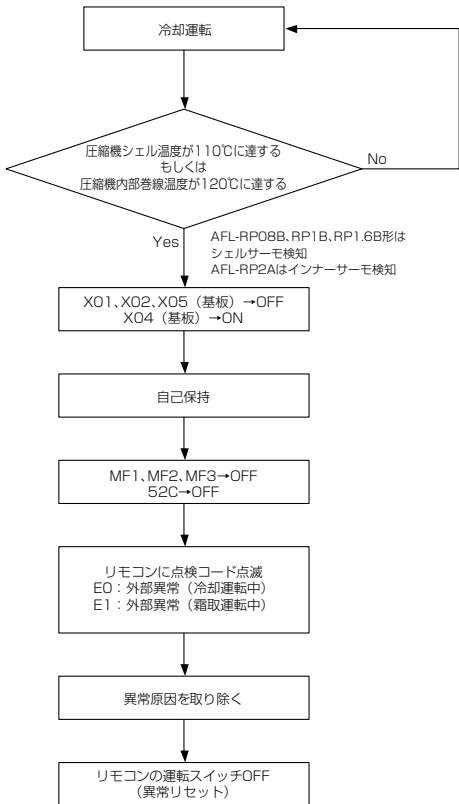 冷却運転
圧縮機シェル温度が110℃に達する
もしくは
圧縮機内部巻線温度が120℃に達する
No
Yes
AFL-RP08B、RP1B、RP1.6B形は
シェルサーモ検知
AFL-RP2Aはインナーサーモ検知
X01、X02、X05（基板）→OFF
X04（基板）→ON
自己保持
MF1、MF2、MF3→OFF
52C→OFF
リモコンに点検コード点滅
E0：外部異常（冷却運転中）
E1：外部異常（霜取運転中）
異常原因を取り除く
リモコンの運転スイッチOFF
（異常リセット）